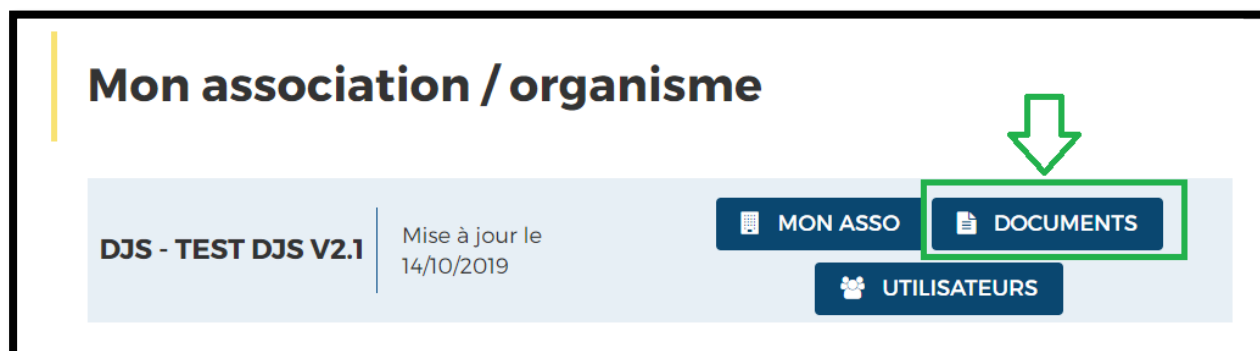 Mon association / organisme
DJS - TEST DJS V2.1
Mise à jour le
14/10/2019
MON ASSO
DOCUMENTS
UTILISATEURS